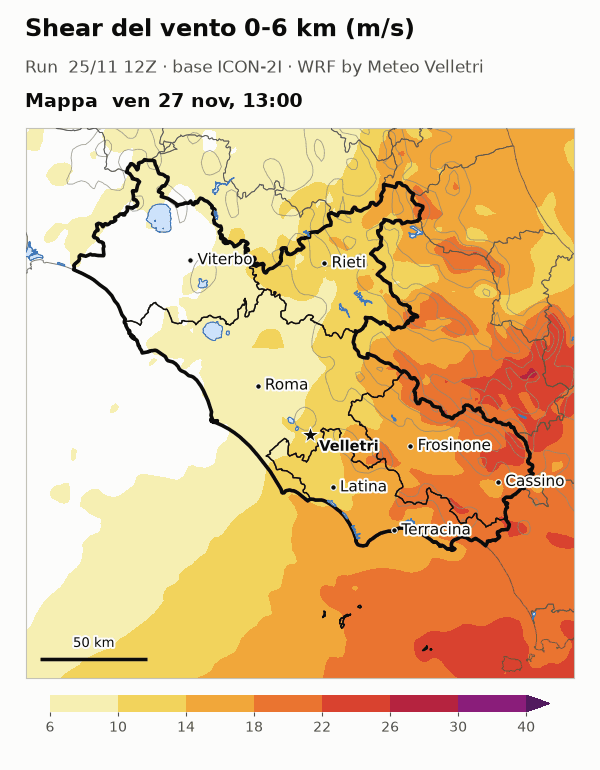 Shear del vento 0-6 km (m/s)
Run  25/11 12Z · base ICON-2I · WRF by Meteo Velletri
Mappa  ven 27 nov, 13:00
Viterbo
Rieti
Roma
Velletri
Frosinone
Latina
Cassino
Terracina
50 km
6 10 14 18 22 26 30 40